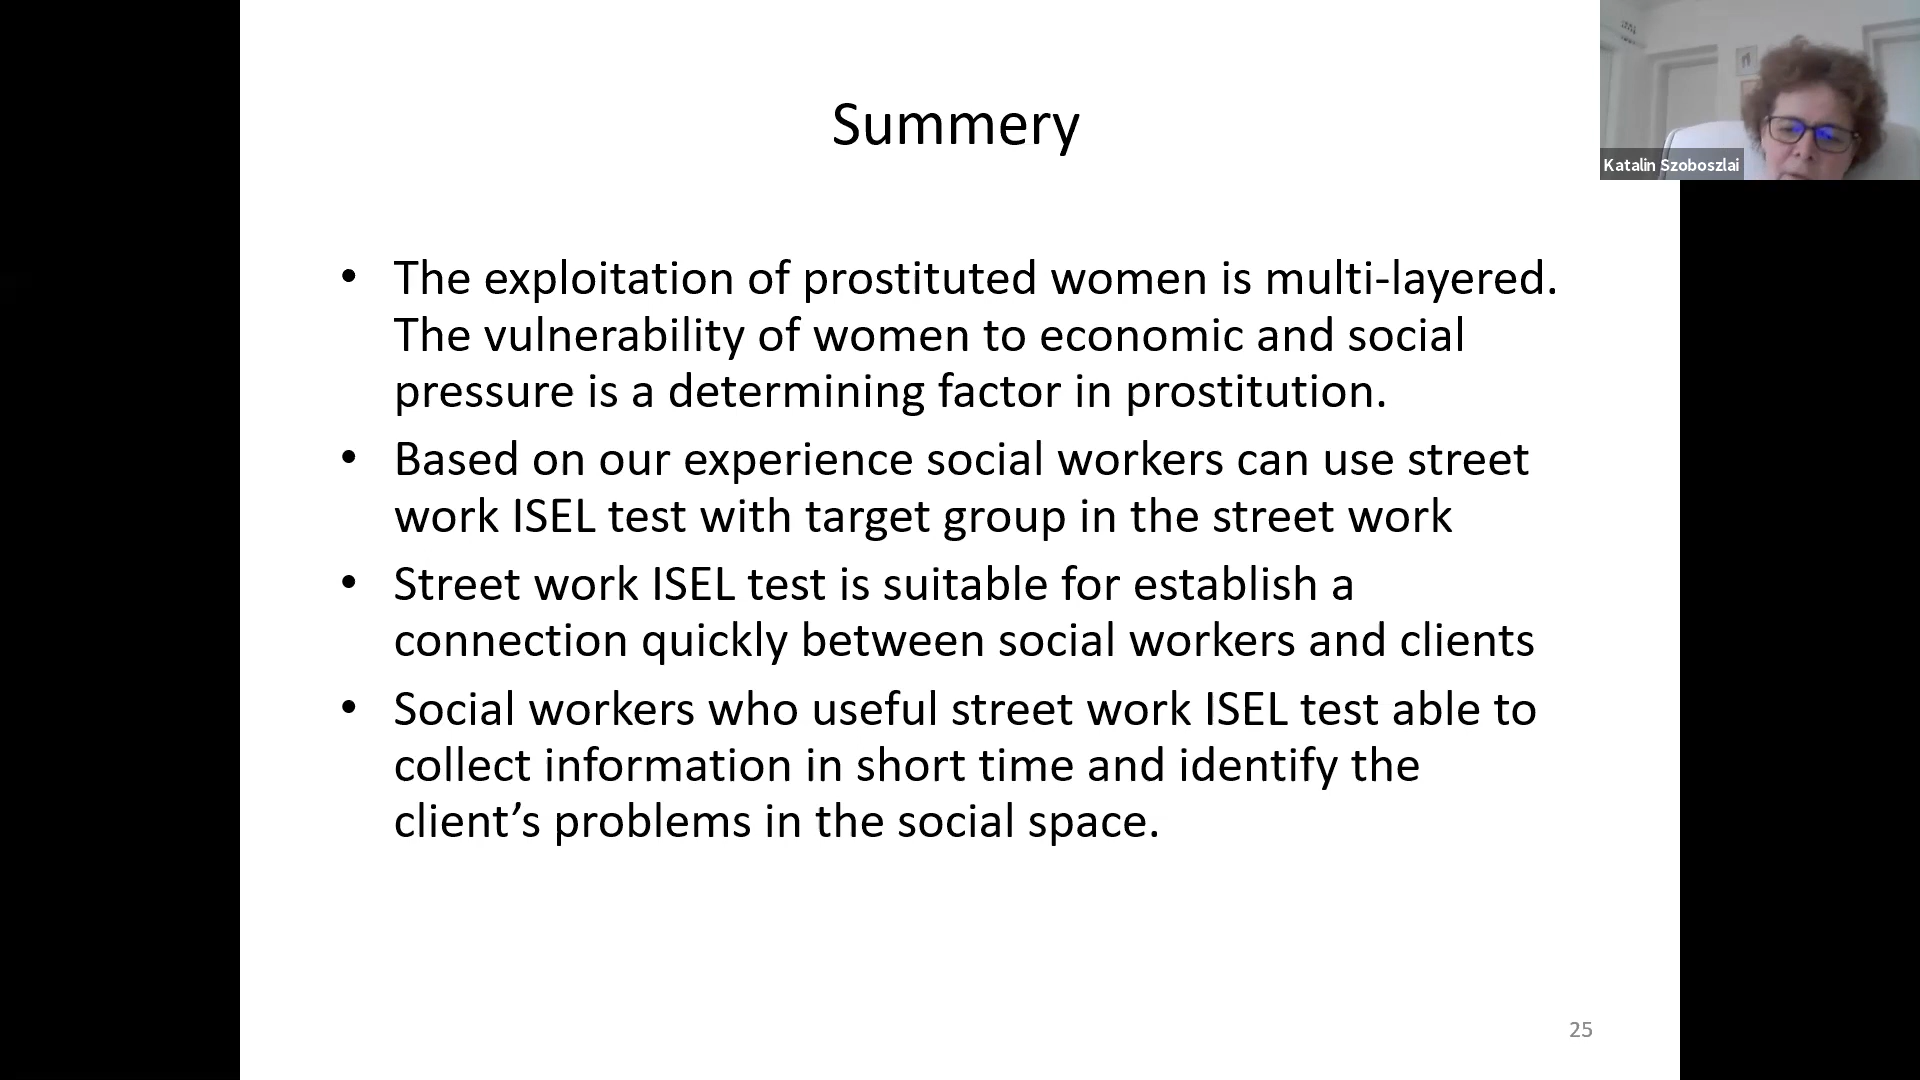 Summery
Katalin Szoboszlai
• The exploitation of prostituted women is multi-layered.
The vulnerability of women to economic and social
pressure is a determining factor in prostitution.
• Based on our experience social workers can use street
work ISEL test with target group in the street work
• Street work ISEL test is suitable for establish a
connection quickly between social workers and clients
• Social workers who useful street work ISEL test able to
collect information in short time and identify the
client’s problems in the social space.
25